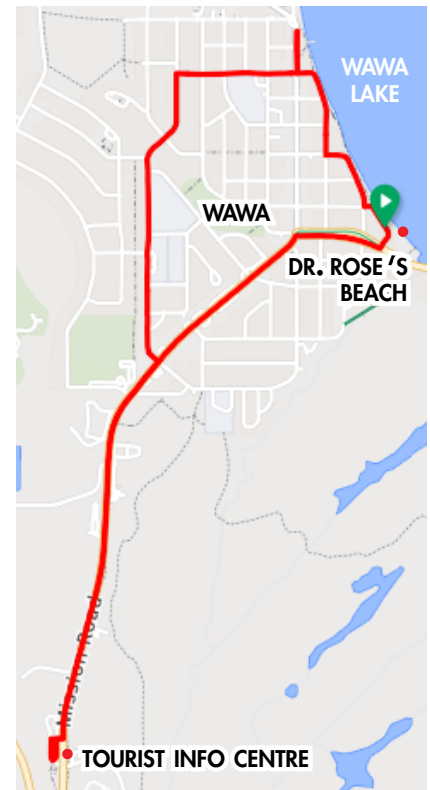 WAWA
LAKE
WAWA
DR. ROSE'S
BEACH
Mission Road
TOURIST INFO CENTRE